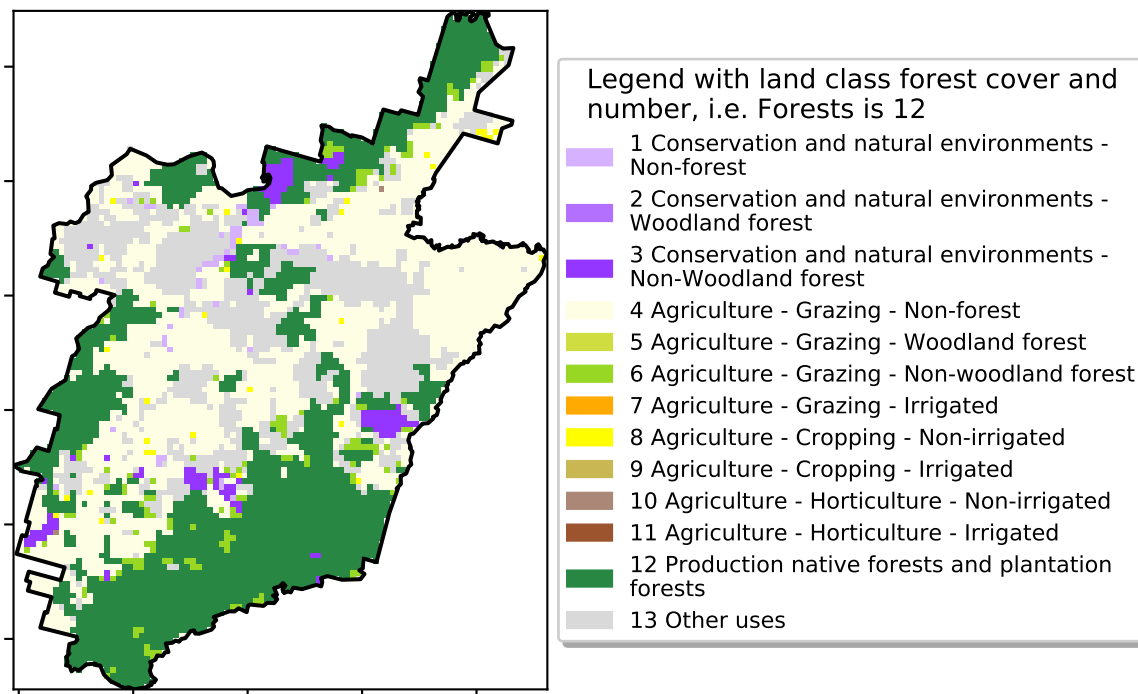 Legend with land class forest cover and
number, i.e. Forests is 12
1 Conservation and natural environments -
Non-forest
2 Conservation and natural environments -
Woodland forest
3 Conservation and natural environments -
Non-Woodland forest
4 Agriculture - Grazing - Non-forest
5 Agriculture - Grazing - Woodland forest
6 Agriculture - Grazing - Non-woodland forest
7 Agriculture - Grazing - Irrigated
8 Agriculture - Cropping - Non-irrigated
9 Agriculture - Cropping - Irrigated
10 Agriculture - Horticulture - Non-irrigated
11 Agriculture - Horticulture - Irrigated
12 Production native forests and plantation
forests
13 Other uses